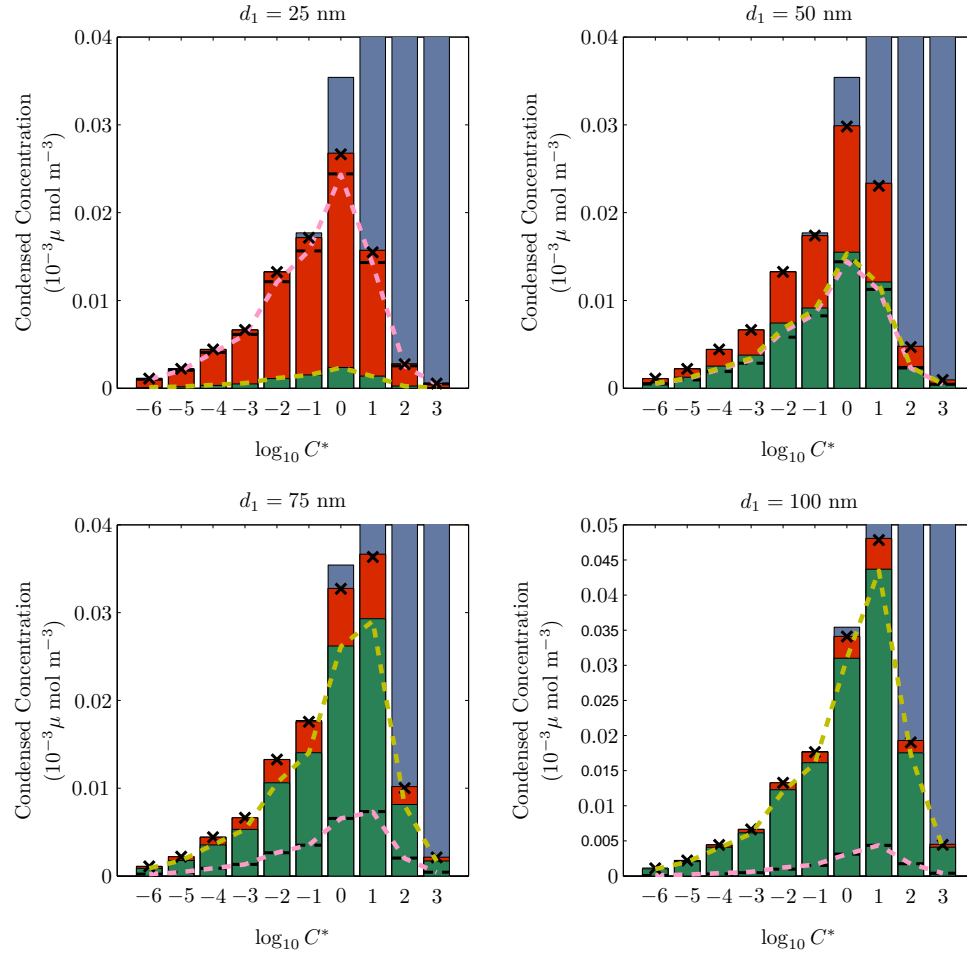 d₁ = 25 nm
0.04
0.03
0.02
0.01
0
Condensed Concentration
(10⁻³μ mol m⁻³)
−6 −5 −4 −3 −2 −1 0 1 2 3
log₁₀ C*
d₁ = 50 nm
0.04
0.03
0.02
0.01
0
Condensed Concentration
(10⁻³μ mol m⁻³)
−6 −5 −4 −3 −2 −1 0 1 2 3
log₁₀ C*
d₁ = 75 nm
0.04
0.03
0.02
0.01
0
Condensed Concentration
(10⁻³μ mol m⁻³)
−6 −5 −4 −3 −2 −1 0 1 2 3
log₁₀ C*
d₁ = 100 nm
0.05
0.045
0.04
0.035
0.03
0.025
0.02
0.015
0.01
0.005
0
Condensed Concentration
(10⁻³μ mol m⁻³)
−6 −5 −4 −3 −2 −1 0 1 2 3
log₁₀ C*